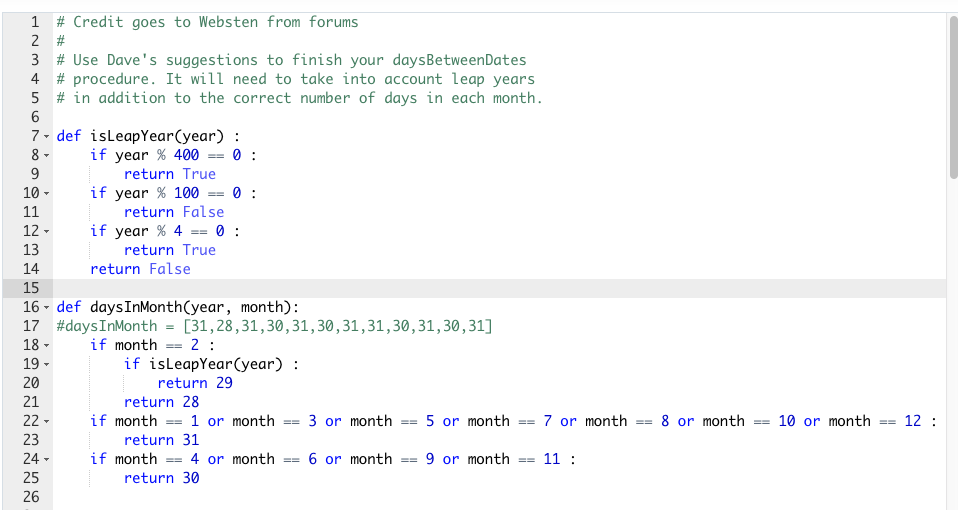 1 # Credit goes to Websten from forums
2 #
3 # Use Dave's suggestions to finish your daysBetweenDates
4 # procedure. It will need to take into account leap years
5 # in addition to the correct number of days in each month.
6
7 def isLeapYear(year) :
8     if year % 400 == 0 :
9         return True
10     if year % 100 == 0 :
11         return False
12     if year % 4 == 0 :
13         return True
14     return False
15
16 def daysInMonth(year, month):
17 #daysInMonth = [31,28,31,30,31,30,31,31,30,31,30,31]
18     if month == 2 :
19         if isLeapYear(year) :
20             return 29
21         return 28
22     if month == 1 or month == 3 or month == 5 or month == 7 or month == 8 or month == 10 or month == 12 :
23         return 31
24     if month == 4 or month == 6 or month == 9 or month == 11 :
25         return 30
26